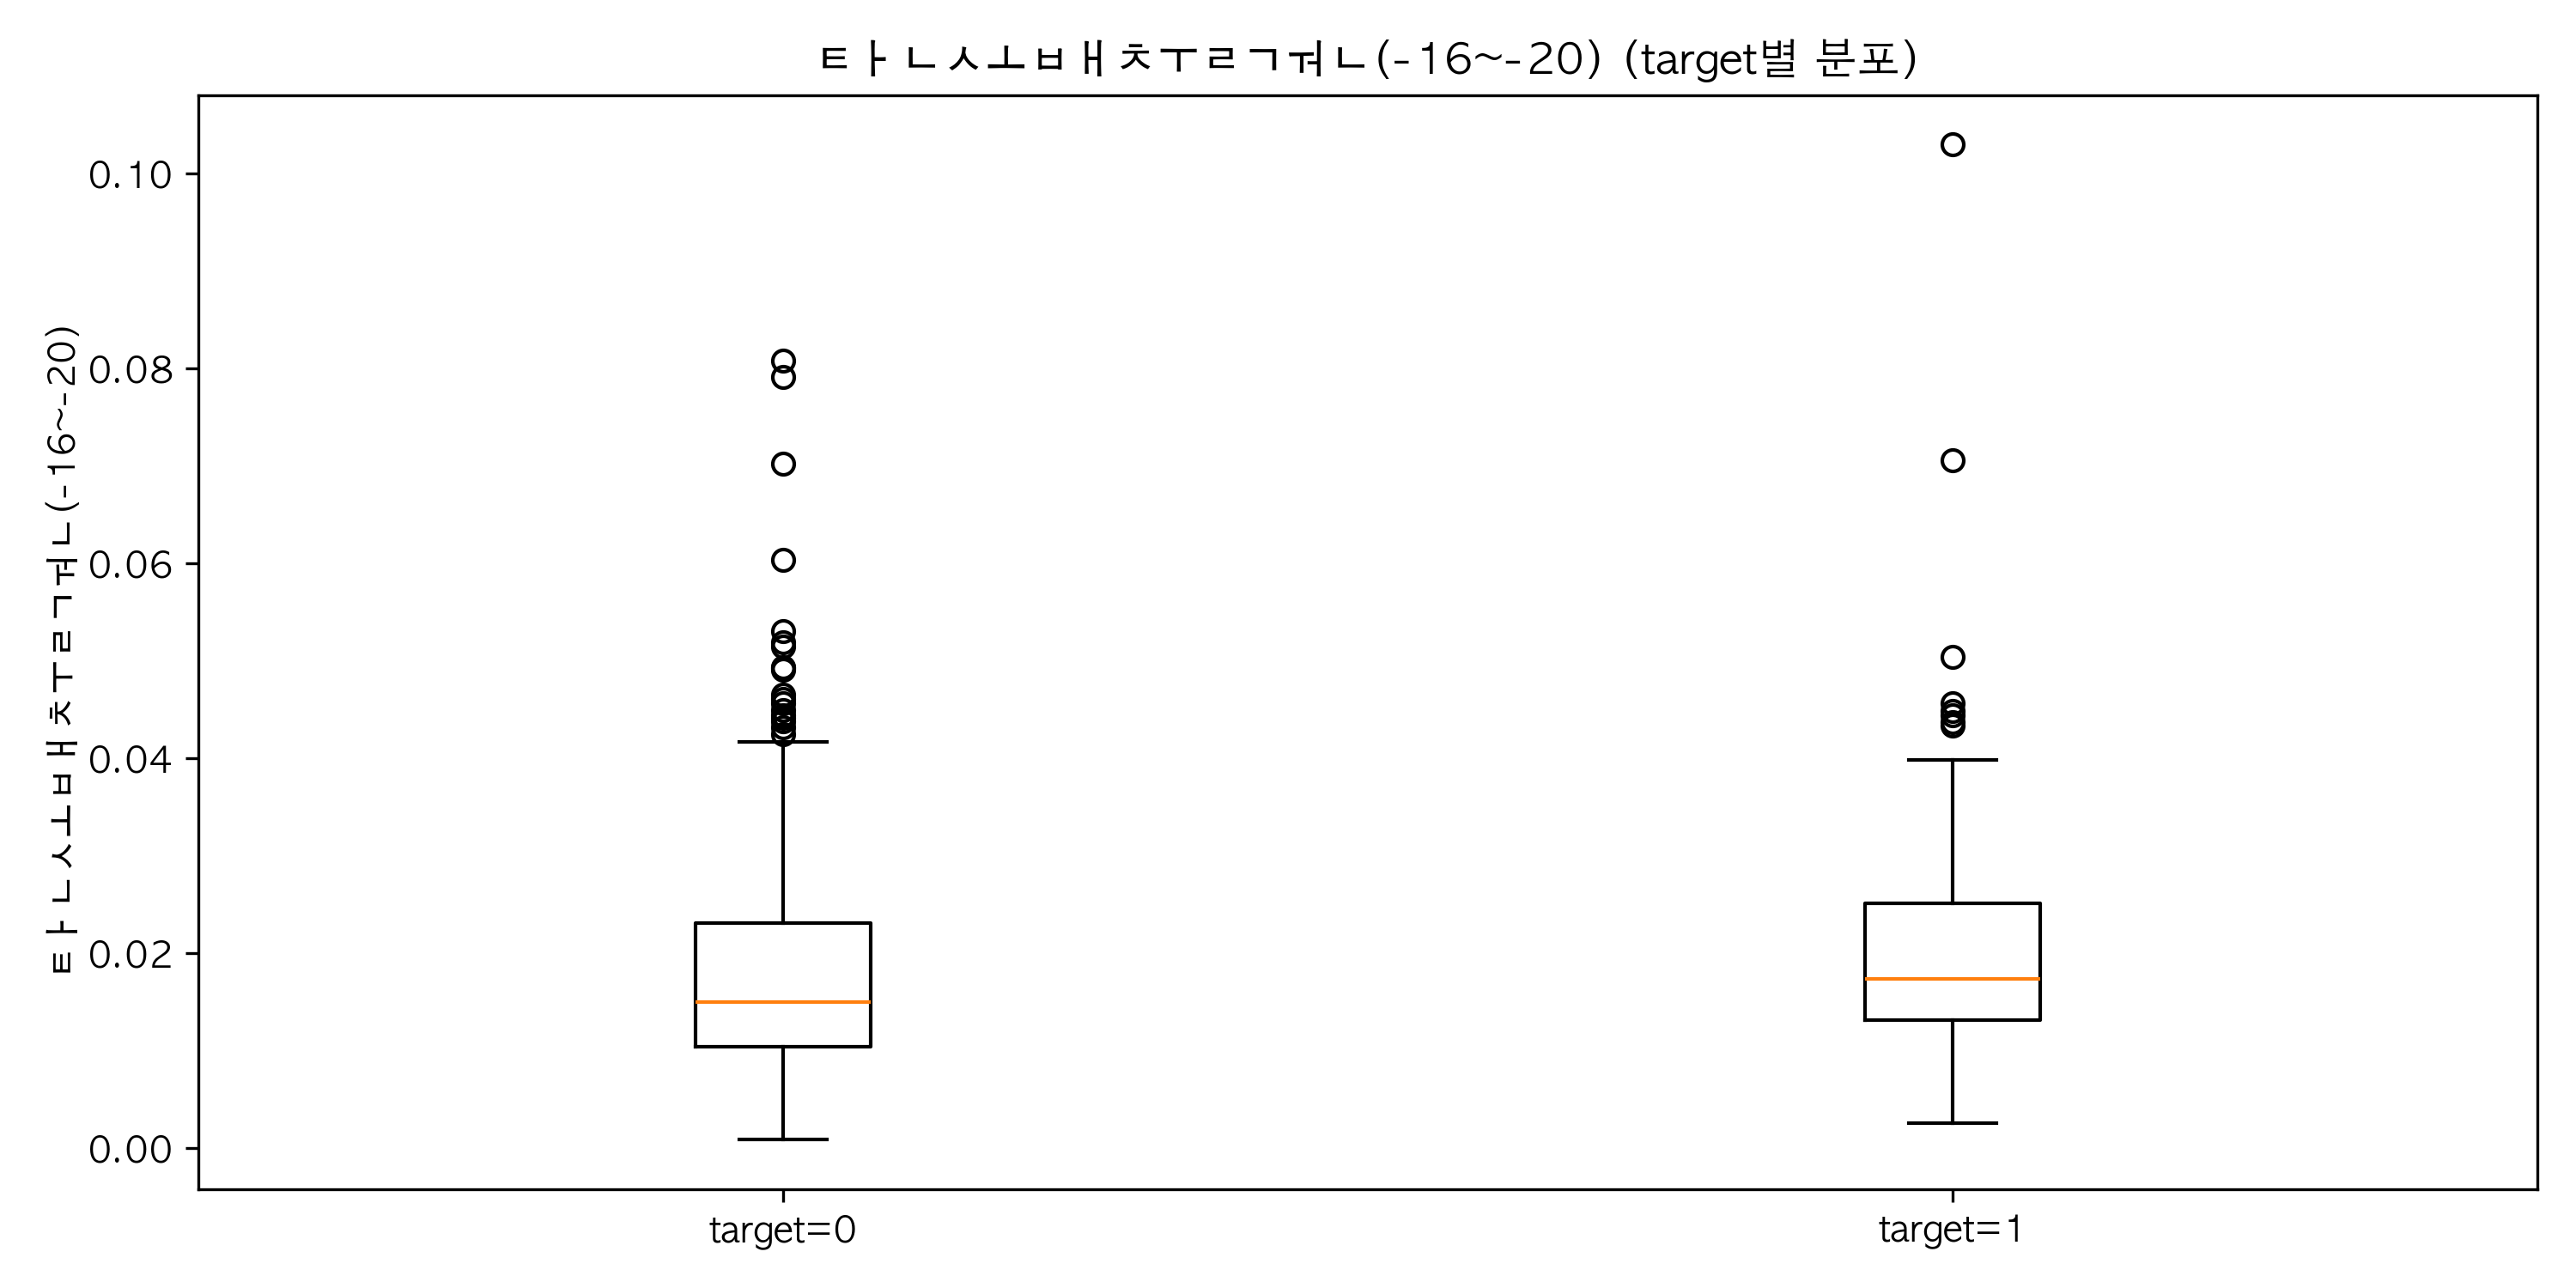 ㅌㅏㄴㅅㅗㅂㅐㅊㅜㄹㄱㅝㄴ(-16~-20) (target별 분포)
ㅌㅏㄴㅅㅗㅂㅐㅊㅜㄹㄱㅝㄴ(-16~-20)
0.10
0.08
0.06
0.04
0.02
0.00
target=0
target=1